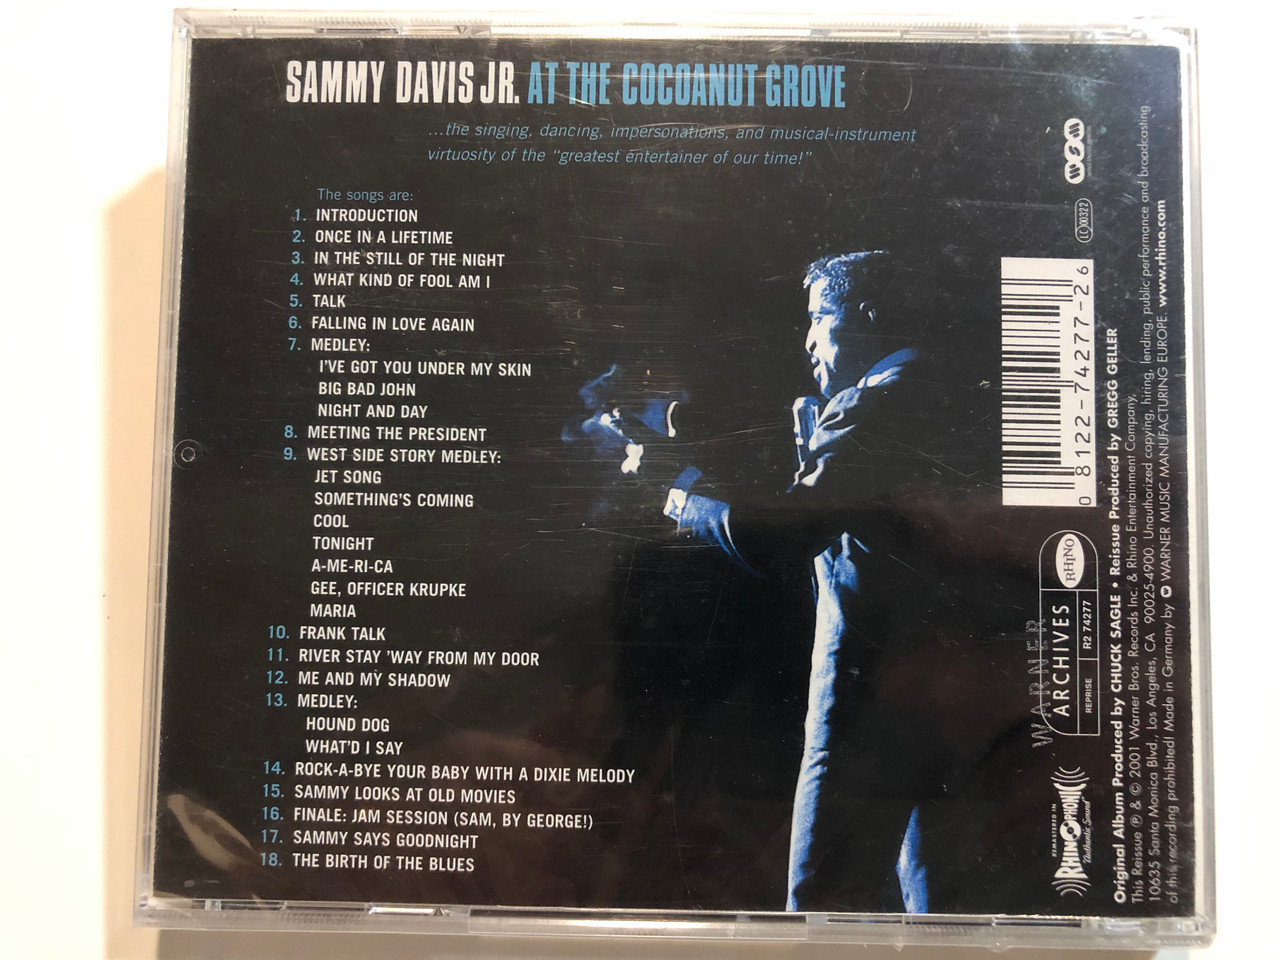 SAMMY DAVIS JR. AT THE COCOANUT GROVE
...the singing, dancing, impersonations, and musical-instrument
virtuosity of the "greatest entertainer of our time!"
The songs are:
1. INTRODUCTION
2. ONCE IN A LIFETIME
3. IN THE STILL OF THE NIGHT
4. WHAT KIND OF FOOL AM I
5. TALK
6. FALLING IN LOVE AGAIN
7. MEDLEY:
I'VE GOT YOU UNDER MY SKIN
BIG BAD JOHN
NIGHT AND DAY
8. MEETING THE PRESIDENT
9. WEST SIDE STORY MEDLEY:
JET SONG
SOMETHING'S COMING
COOL
TONIGHT
A-ME-RI-CA
GEE, OFFICER KRUPKE
MARIA
10. FRANK TALK
11. RIVER STAY 'WAY FROM MY DOOR
12. ME AND MY SHADOW
13. MEDLEY:
HOUND DOG
WHAT'D I SAY
14. ROCK-A-BYE YOUR BABY WITH A DIXIE MELODY
15. SAMMY LOOKS AT OLD MOVIES
16. FINALE: JAM SESSION (SAM, BY GEORGE!)
17. SAMMY SAYS GOODNIGHT
18. THE BIRTH OF THE BLUES
wsm
LC 00322
0 81122-74277-2 6
RHINO
WARNER
ARCHIVES
REPRISE R2 74277
REMASTERED IN
RHINOPHONIC
Authentic Sound
Original Album Produced by CHUCK SAGLE • Reissue Produced by GREGG GELLER
This Reissue ℗ & © 2001 Warner Bros. Records Inc. & Rhino Entertainment Company,
10635 Santa Monica Blvd., Los Angeles, CA 90025-4900. Unauthorized copying, hiring, lending, public performance and broadcasting
of this recording prohibited! Made in Germany by WARNER MUSIC MANUFACTURING EUROPE. www.rhino.com